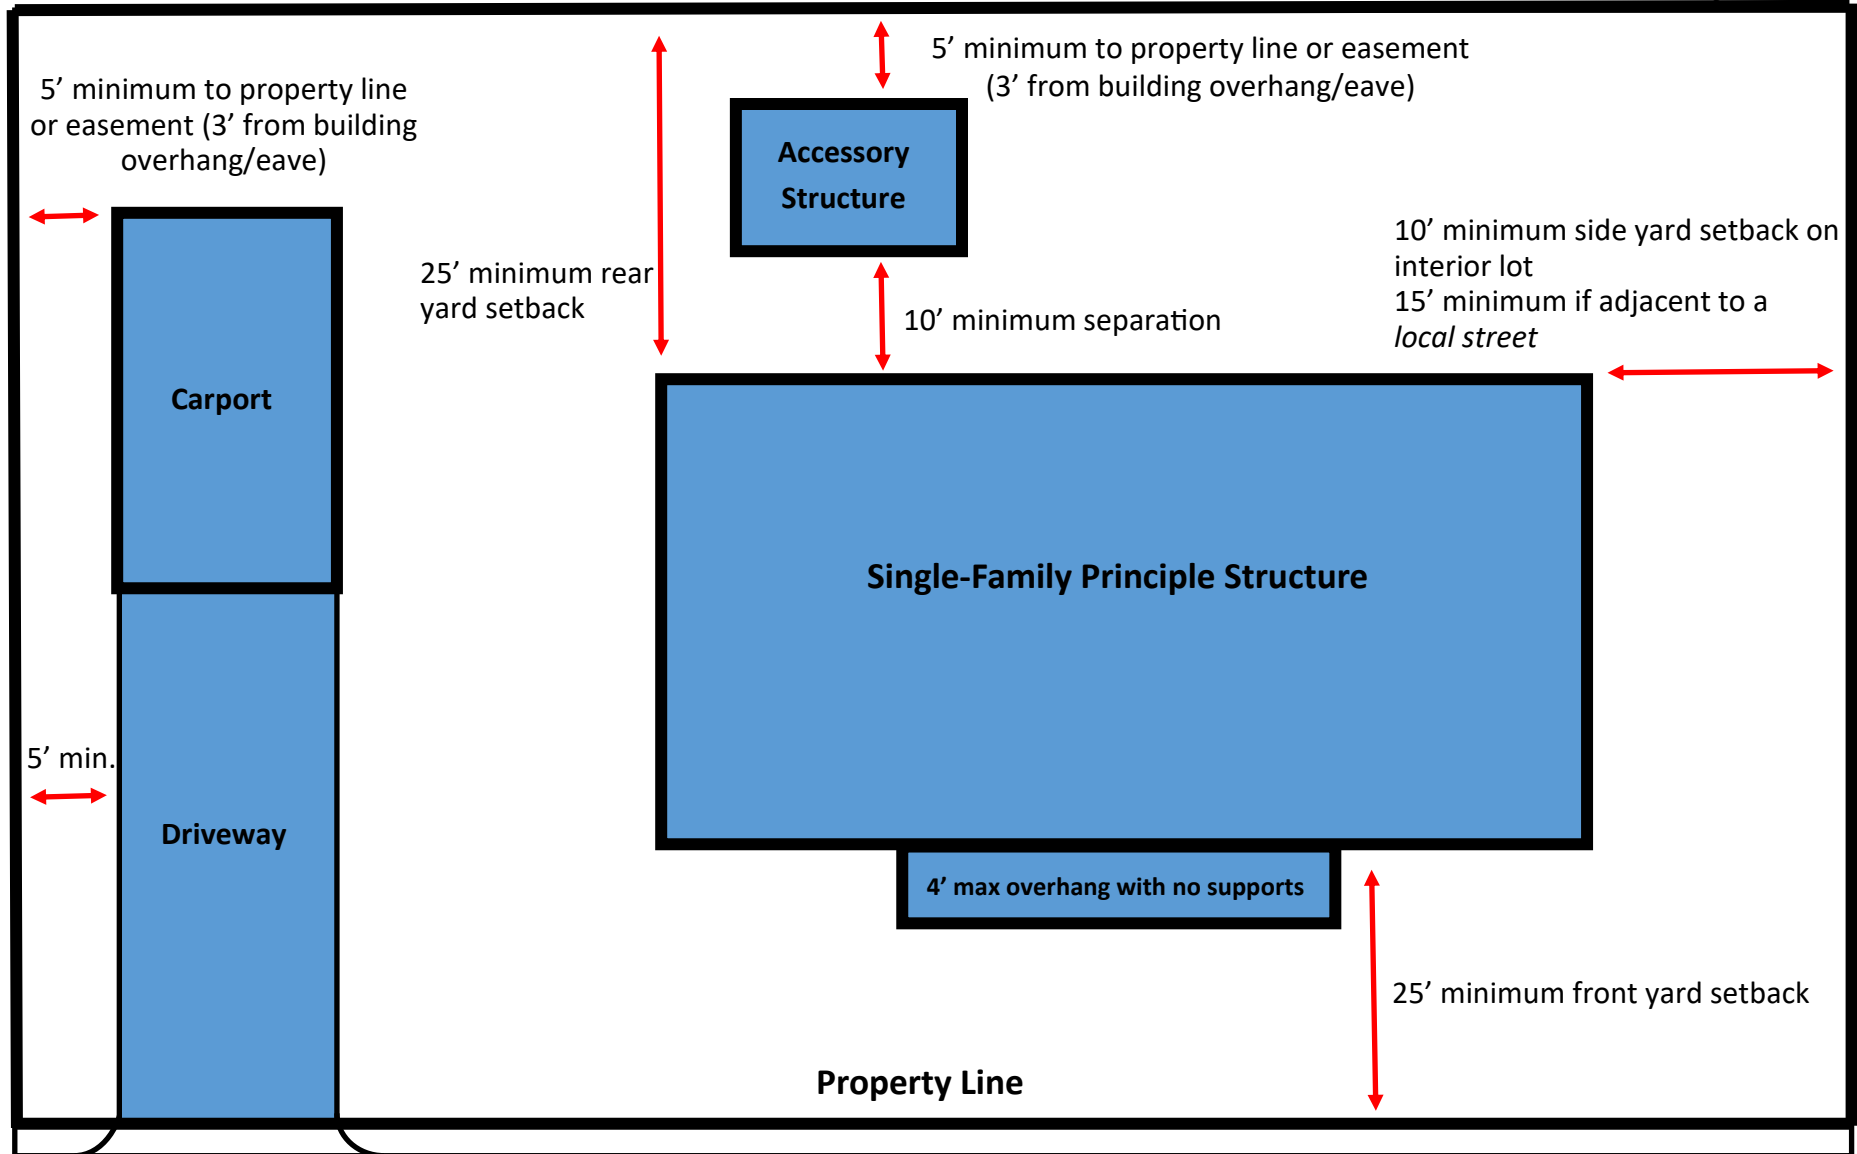 5’ minimum to property line or easement
(3’ from building overhang/eave)
5’ minimum to property line
or easement (3’ from building
overhang/eave)
Accessory
Structure
10’ minimum side yard setback on
interior lot
15’ minimum if adjacent to a
local street
25’ minimum rear
yard setback
10’ minimum separation
Carport
Single-Family Principle Structure
5’ min.
Driveway
4’ max overhang with no supports
25’ minimum front yard setback
Property Line